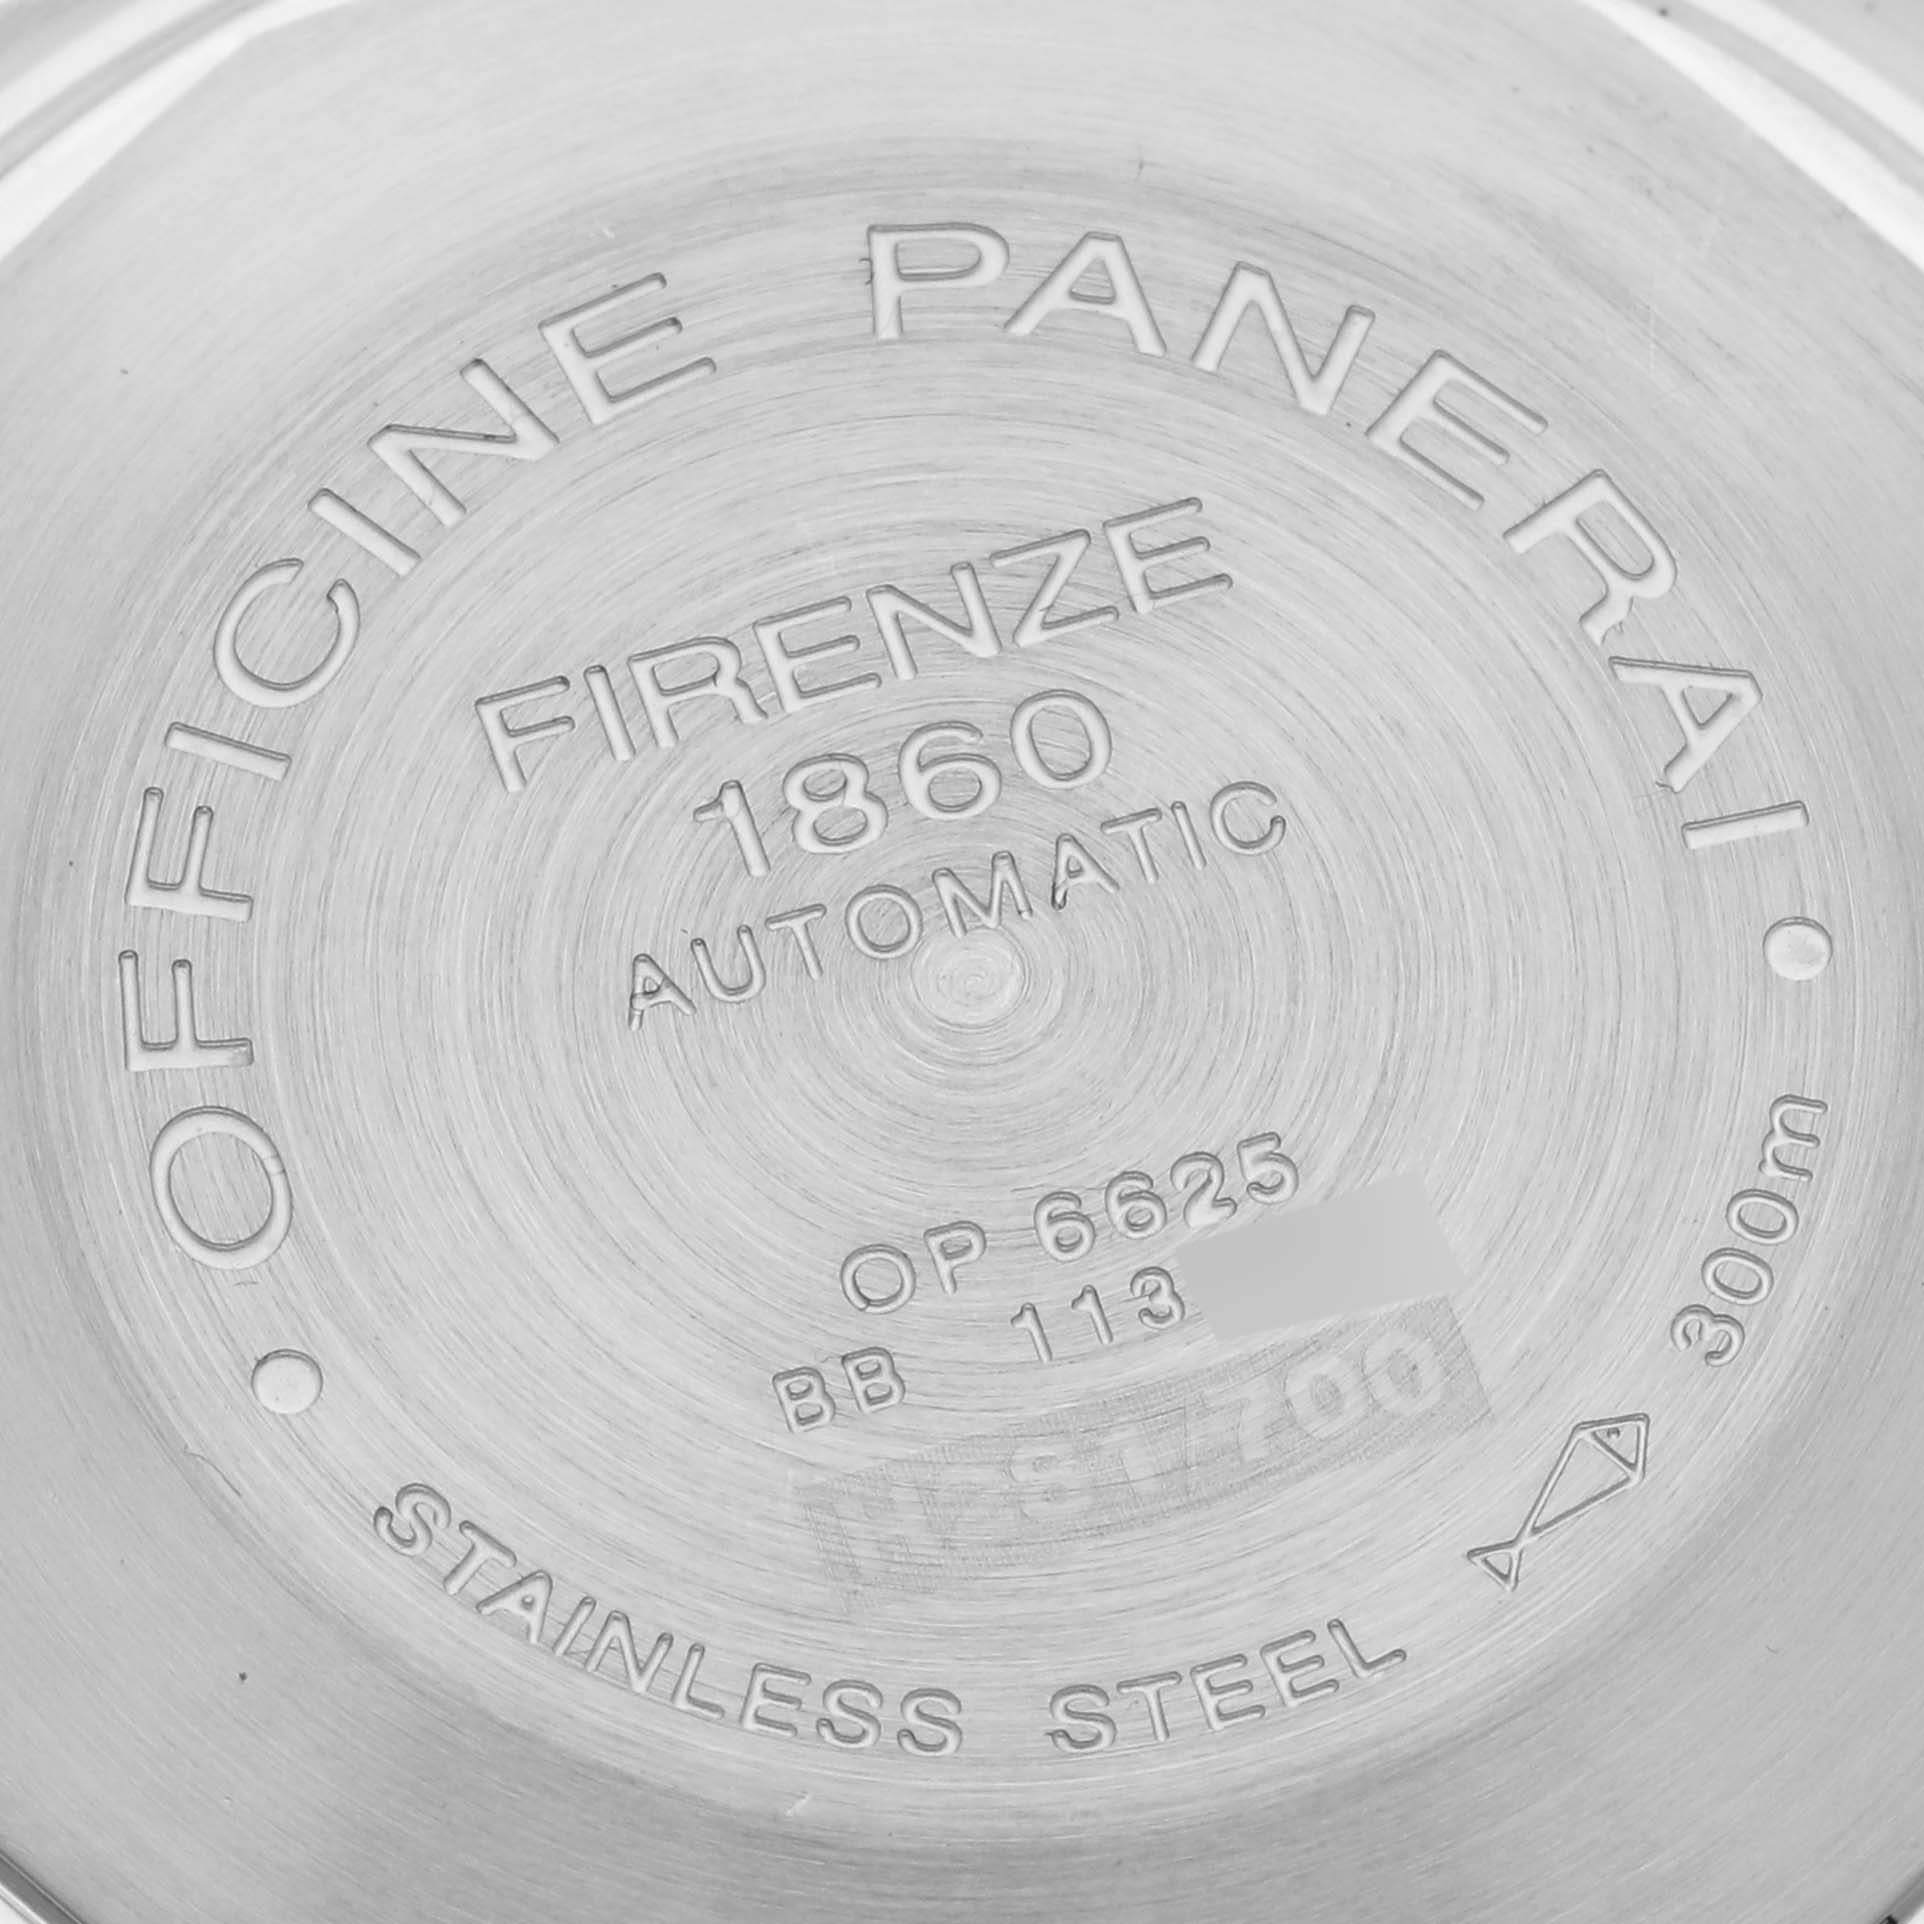 OFFICINE PANERAI
FIRENZE
1860
AUTOMATIC
OP 6625
BB 113
300m
STAINLESS STEEL